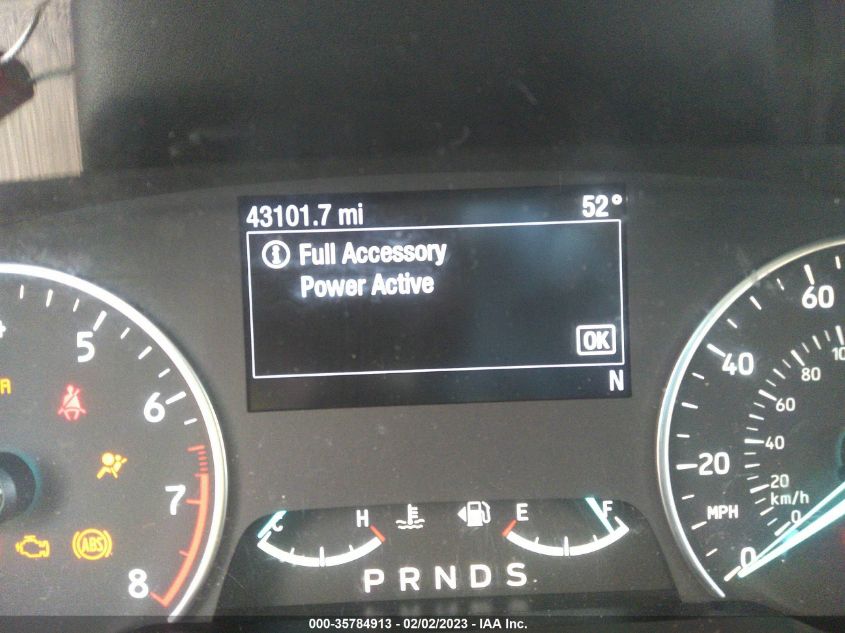 43101.7 mi 52°
Full Accessory
Power Active
OK
N
5
6
7
8
ABS
C H
E F
P R N D S
60
40
20
0
MPH
80
60
40
20
km/h
0
000-35784913 // 02/02/2023 // IAA Inc.